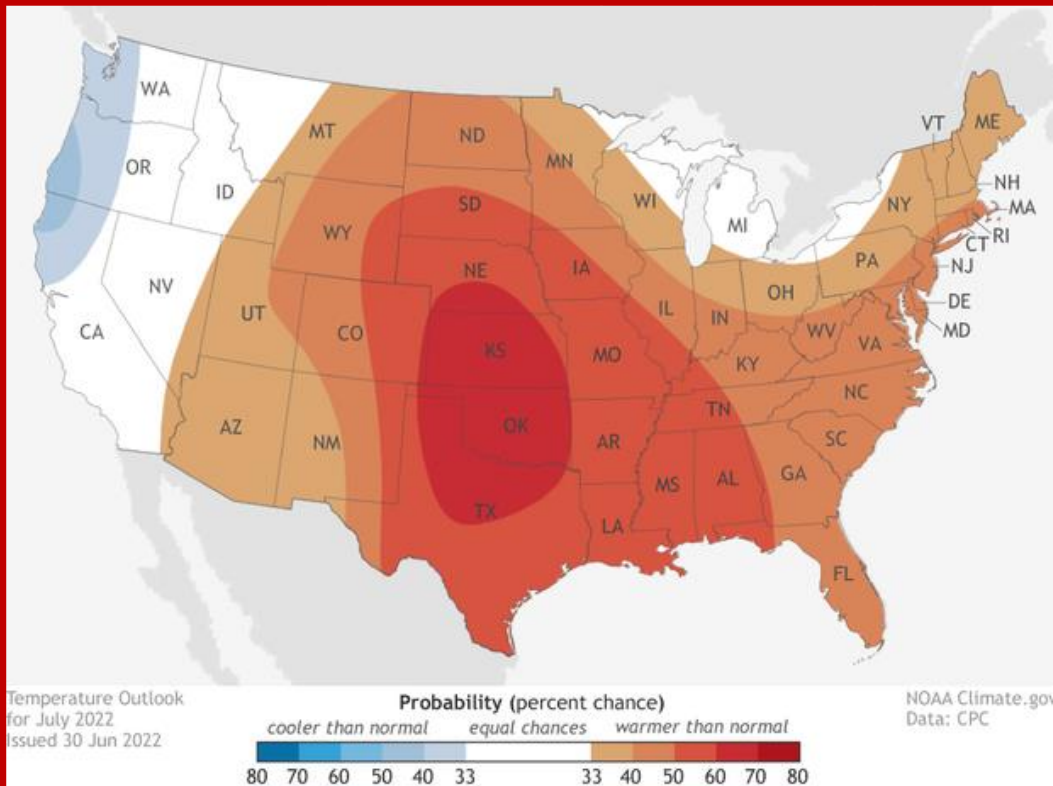 WA
MT
ND
MN
VT
ME
OR
ID
SD
WI
NY
NH
MA
WY
MI
RI
CT
NV
NE
IA
PA
NJ
UT
CO
IL
IN
OH
DE
CA
KS
MO
WV
MD
KY
VA
AZ
NM
OK
AR
TN
NC
SC
MS
AL
GA
TX
LA
FL
Temperature Outlook
for July 2022
Issued 30 Jun 2022
Probability (percent chance)
cooler than normal equal chances warmer than normal
80 70 60 50 40 33 33 40 50 60 70 80
NOAA Climate.gov
Data: CPC